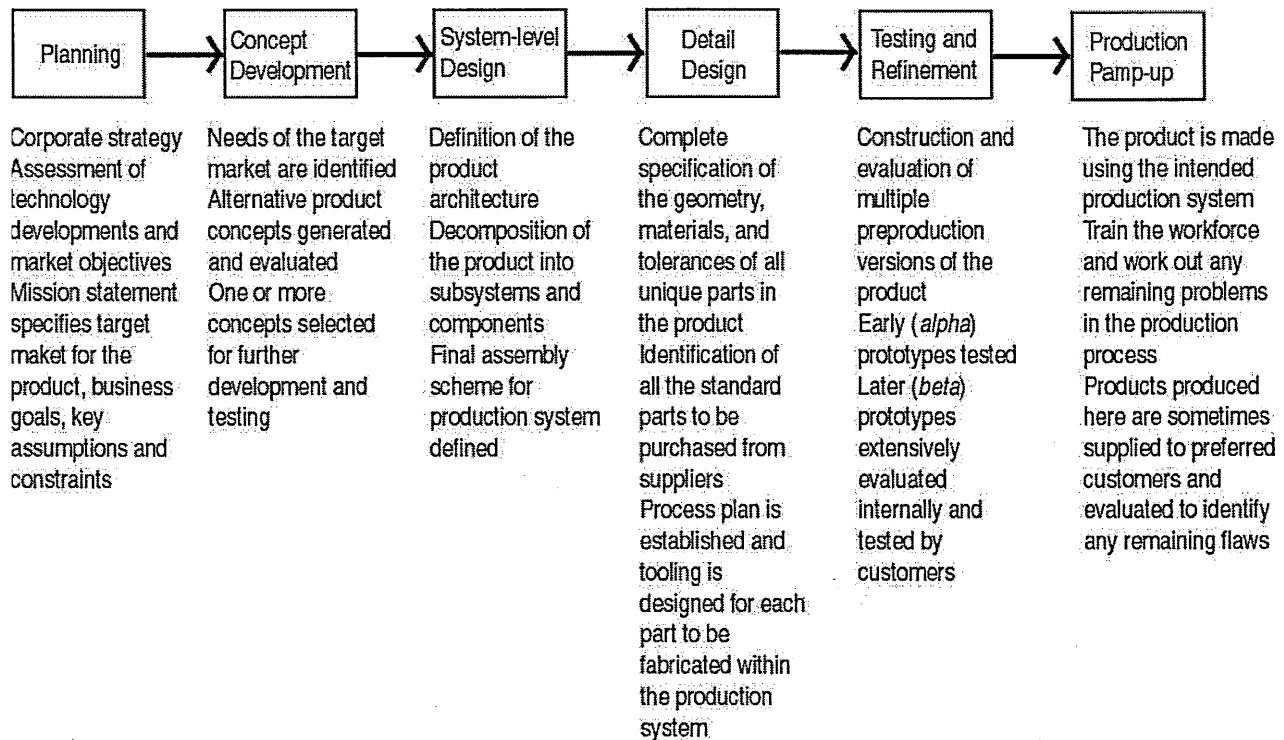 Planning
Concept
Development
System-level
Design
Detail
Design
Testing and
Refinement
Production
Pamp-up
Corporate strategy
Assessment of
technology
developments and
market objectives
Mission statement
specifies target
maket for the
product, business
goals, key
assumptions and
constraints
Needs of the target
market are identified
Alternative product
concepts generated
and evaluated
One or more
concepts selected
for further
development and
testing
Definition of the
product
architecture
Decomposition of
the product into
subsystems and
components
Final assembly
scheme for
production system
defined
Complete
specification of
the geometry,
materials, and
tolerances of all
unique parts in
the product
Identification of
all the standard
parts to be
purchased from
suppliers
Process plan is
established and
tooling is
designed for each
part to be
fabricated within
the production
system
Construction and
evaluation of
multiple
preproduction
versions of the
product
Early (alpha)
prototypes tested
Later (beta)
prototypes
extensively
evaluated
internally and
tested by
customers
The product is made
using the intended
production system
Train the workforce
and work out any
remaining problems
in the production
process
Products produced
here are sometimes
supplied to preferred
customers and
evaluated to identify
any remaining flaws